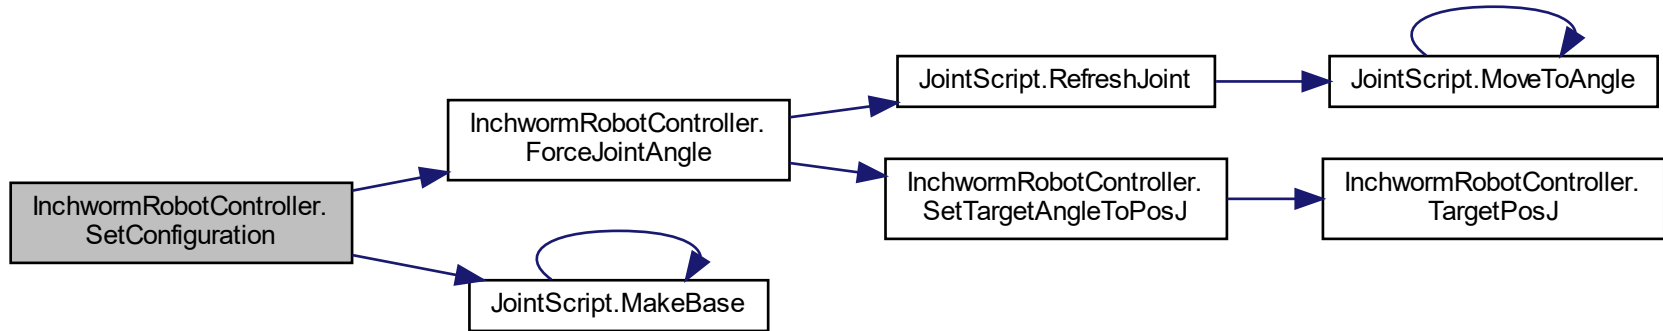 InchwormRobotController.
SetConfiguration
InchwormRobotController.
ForceJointAngle
JointScript.MakeBase
JointScript.RefreshJoint
InchwormRobotController.
SetTargetAngleToPosJ
JointScript.MoveToAngle
InchwormRobotController.
TargetPosJ